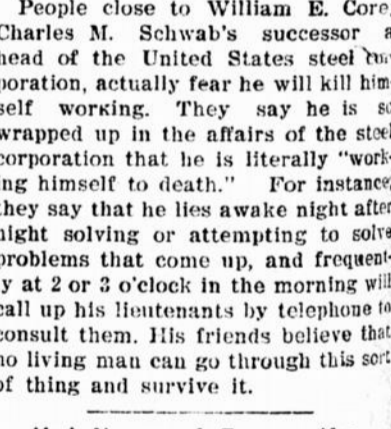 People close to William E. Core,
Charles M. Schwab's successor a
head of the United States steel
poration, actually fear he will kill him
self working. They say he is so
wrapped up in the affairs of the steel
corporation that he is literally "work-
ing himself to death." For instance
they say that he lies awake night after
night solving or attempting to solve
problems that come up, and frequent-
ly at 2 or 3 o'clock in the morning will
call up his lieutenants by telephone to
consult them. His friends believe that
no living man can go through this sort
of thing and survive it.